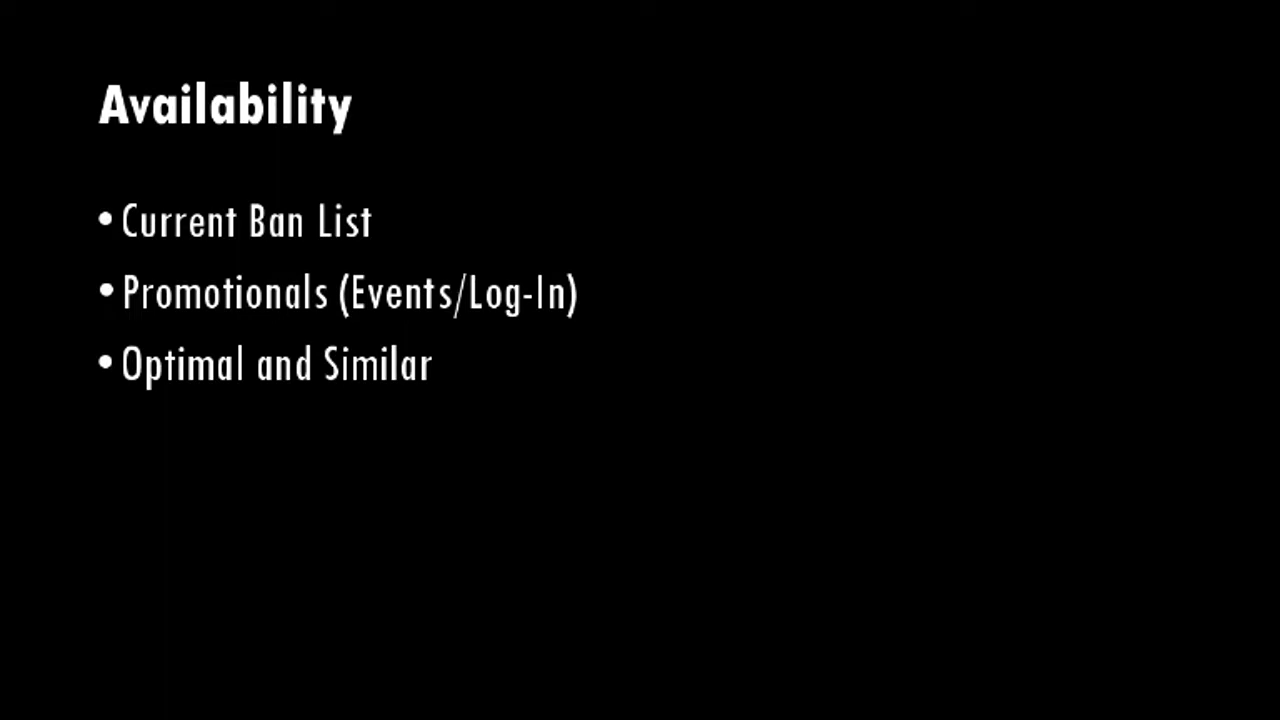 Availability
• Current Ban List
• Promotionals (Events/Log-In)
• Optimal and Similar